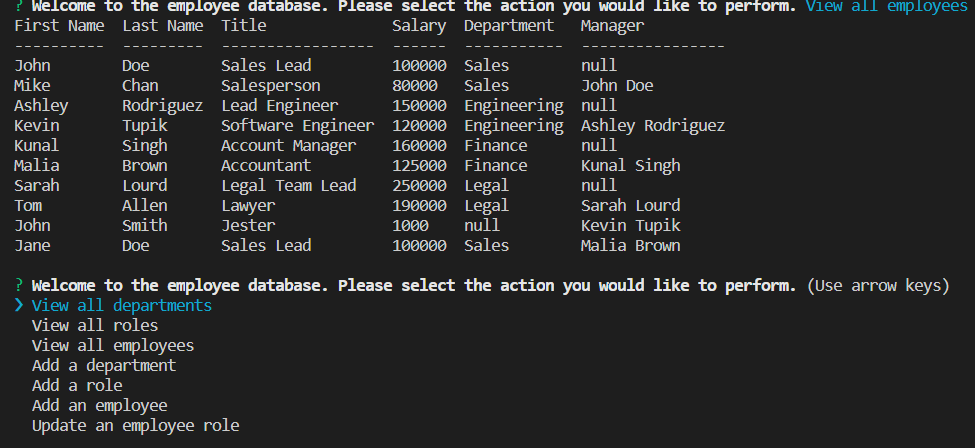 ? Welcome to the employee database. Please select the action you would like to perform. View all employees
First Name  Last Name  Title              Salary  Department   Manager
----------  ---------  -----------------  ------  -----------  ----------------
John        Doe        Sales Lead         100000  Sales        null
Mike        Chan       Salesperson        80000   Sales        John Doe
Ashley      Rodriguez  Lead Engineer      150000  Engineering  null
Kevin       Tupik      Software Engineer  120000  Engineering  Ashley Rodriguez
Kunal       Singh      Account Manager    160000  Finance      null
Malia       Brown      Accountant         125000  Finance      Kunal Singh
Sarah       Lourd      Legal Team Lead    250000  Legal        null
Tom         Allen      Lawyer             190000  Legal        Sarah Lourd
John        Smith      Jester             1000    null         Kevin Tupik
Jane        Doe        Sales Lead         100000  Sales        Malia Brown
? Welcome to the employee database. Please select the action you would like to perform. (Use arrow keys)
❯ View all departments
  View all roles
  View all employees
  Add a department
  Add a role
  Add an employee
  Update an employee role